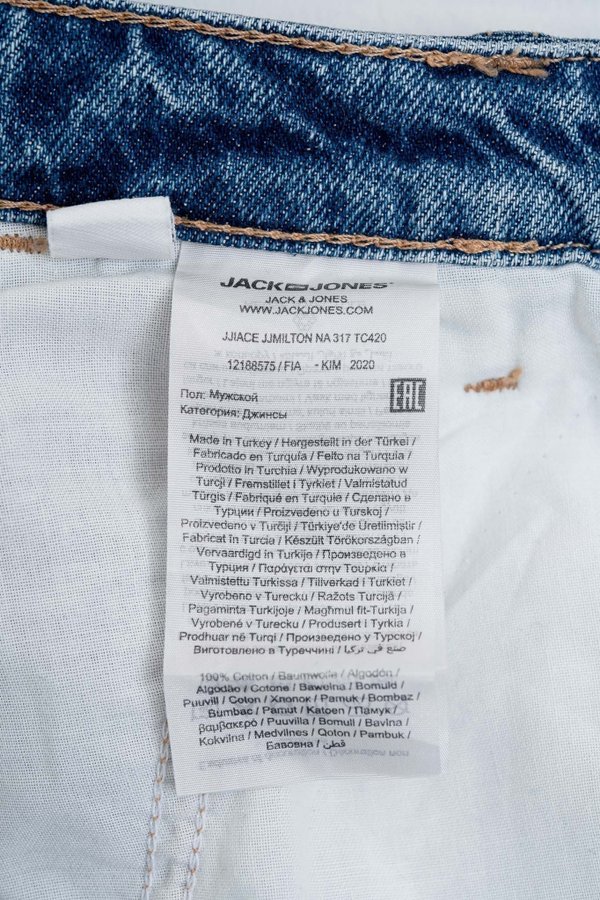 JACK JONES
JACK & JONES
WWW.JACKJONES.COM
JJIACE JJMILTON NA 317 TC420
12188575 / FIA - KIM 2020
Пол: Мужской
Категория: Джинсы
EAC
Made in Turkey / Hergestellt in der Türkei /
Fabricado en Turquía / Feito na Turquia /
Prodotto in Turchia / Wyprodukowano w
Turcji / Fremstillet i Tyrkiet / Valmistatud
Türgis / Fabriqué en Turquie / Сделано в
Турции / Proizvedeno u Turskoj /
Proizvedeno v Turčiji / Türkiye'de Üretilmiştir /
Fabricat în Turcia / Készült Törökországban /
Vervaardigd in Turkije / Произведено в
Турция / Παράγεται στην Τουρκία /
Valmistettu Turkissa / Tillverkad i Turkiet /
Vyrobeno v Turecku / Ražots Turcijā /
Pagaminta Turkijoje / Magħmul fit-Turkija /
Vyrobené v Turecku / Produsert i Tyrkia /
Prodhuar në Turqi / Произведено у Турској /
Виготовлено в Туреччині / صنع في تركيا
100% Cotton / Baumwolle / Algodón /
Algodão / Cotone / Bawełna / Bomuld /
Puuvill / Coton / Хлопок / Pamuk / Bombaž /
Bumbac / Pamut / Katoen / Памук /
βαμβακερό / Puuvilla / Bomull / Bavlna /
Kokvilna / Medvilnės / Qoton / Pambuk /
Бавовна / قطن